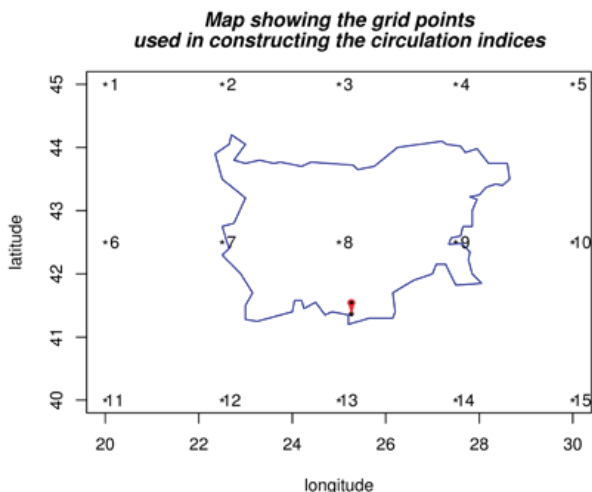 Map showing the grid points
used in constructing the circulation indices
45
*1 *2 *3 *4 *5
44
43
latitude
*6 *7 *8 *9 *10
42
41
40
*11 *12 *13 *14 *15
20 22 24 26 28 30
longitude